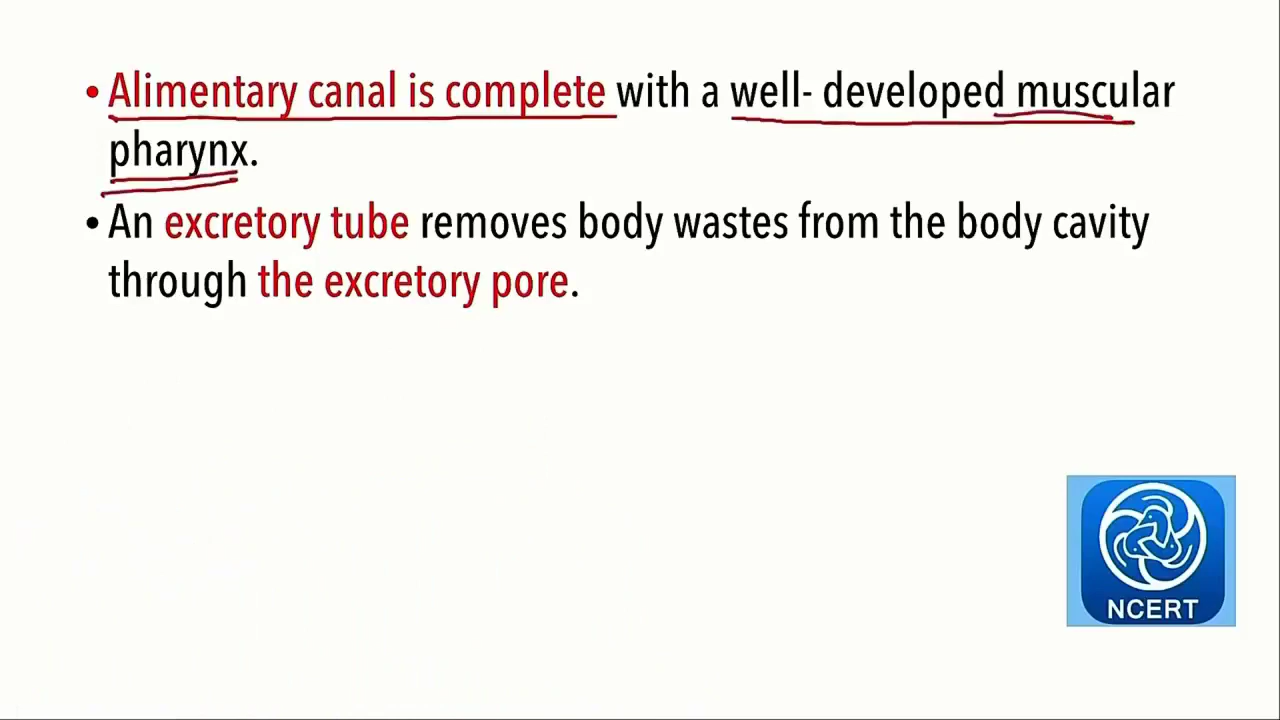 • Alimentary canal is complete with a well- developed muscular
pharynx.
• An excretory tube removes body wastes from the body cavity
through the excretory pore.
NCERT